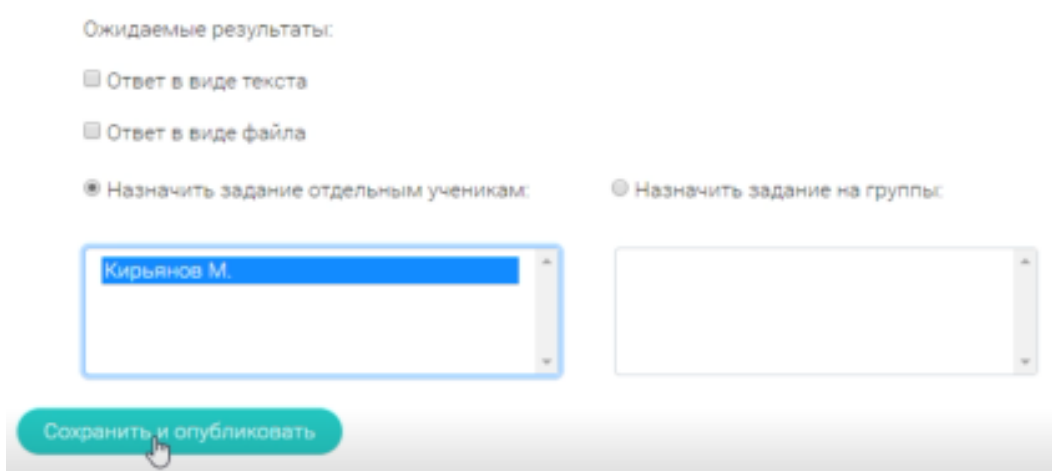 Ожидаемые результаты:
Ответ в виде текста
Ответ в виде файла
Назначить задание отдельным ученикам: Назначить задание на группы:
Кирьянов М.
Сохранить и опубликовать